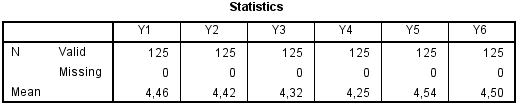 Statistics
Y1 Y2 Y3 Y4 Y5 Y6
N Valid 125 125 125 125 125 125
Missing 0 0 0 0 0 0
Mean 4,46 4,42 4,32 4,25 4,54 4,50